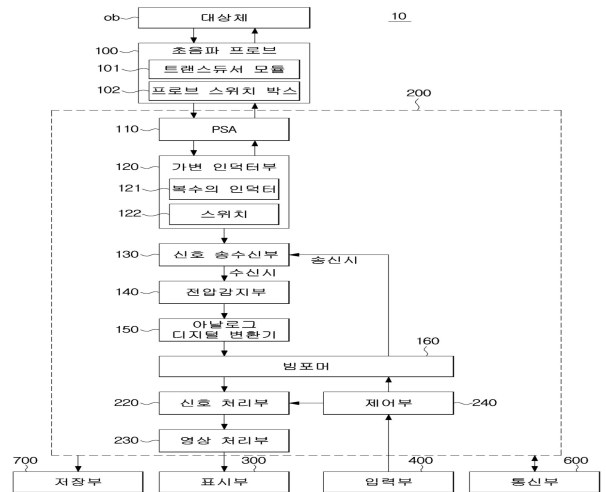 ob
대상체
10
100
초음파 프로브
101
트랜스듀서 모듈
102
프로브 스위치 박스
200
110
PSA
120
가변 인덕터부
121
복수의 인덕터
122
스위치
130
신호 송수신부
송신시
수신시
140
전압감지부
150
아날로그
디지털 변환기
160
빔포머
220
신호 처리부
제어부
240
230
영상 처리부
700
300
400
600
저장부
표시부
입력부
통신부